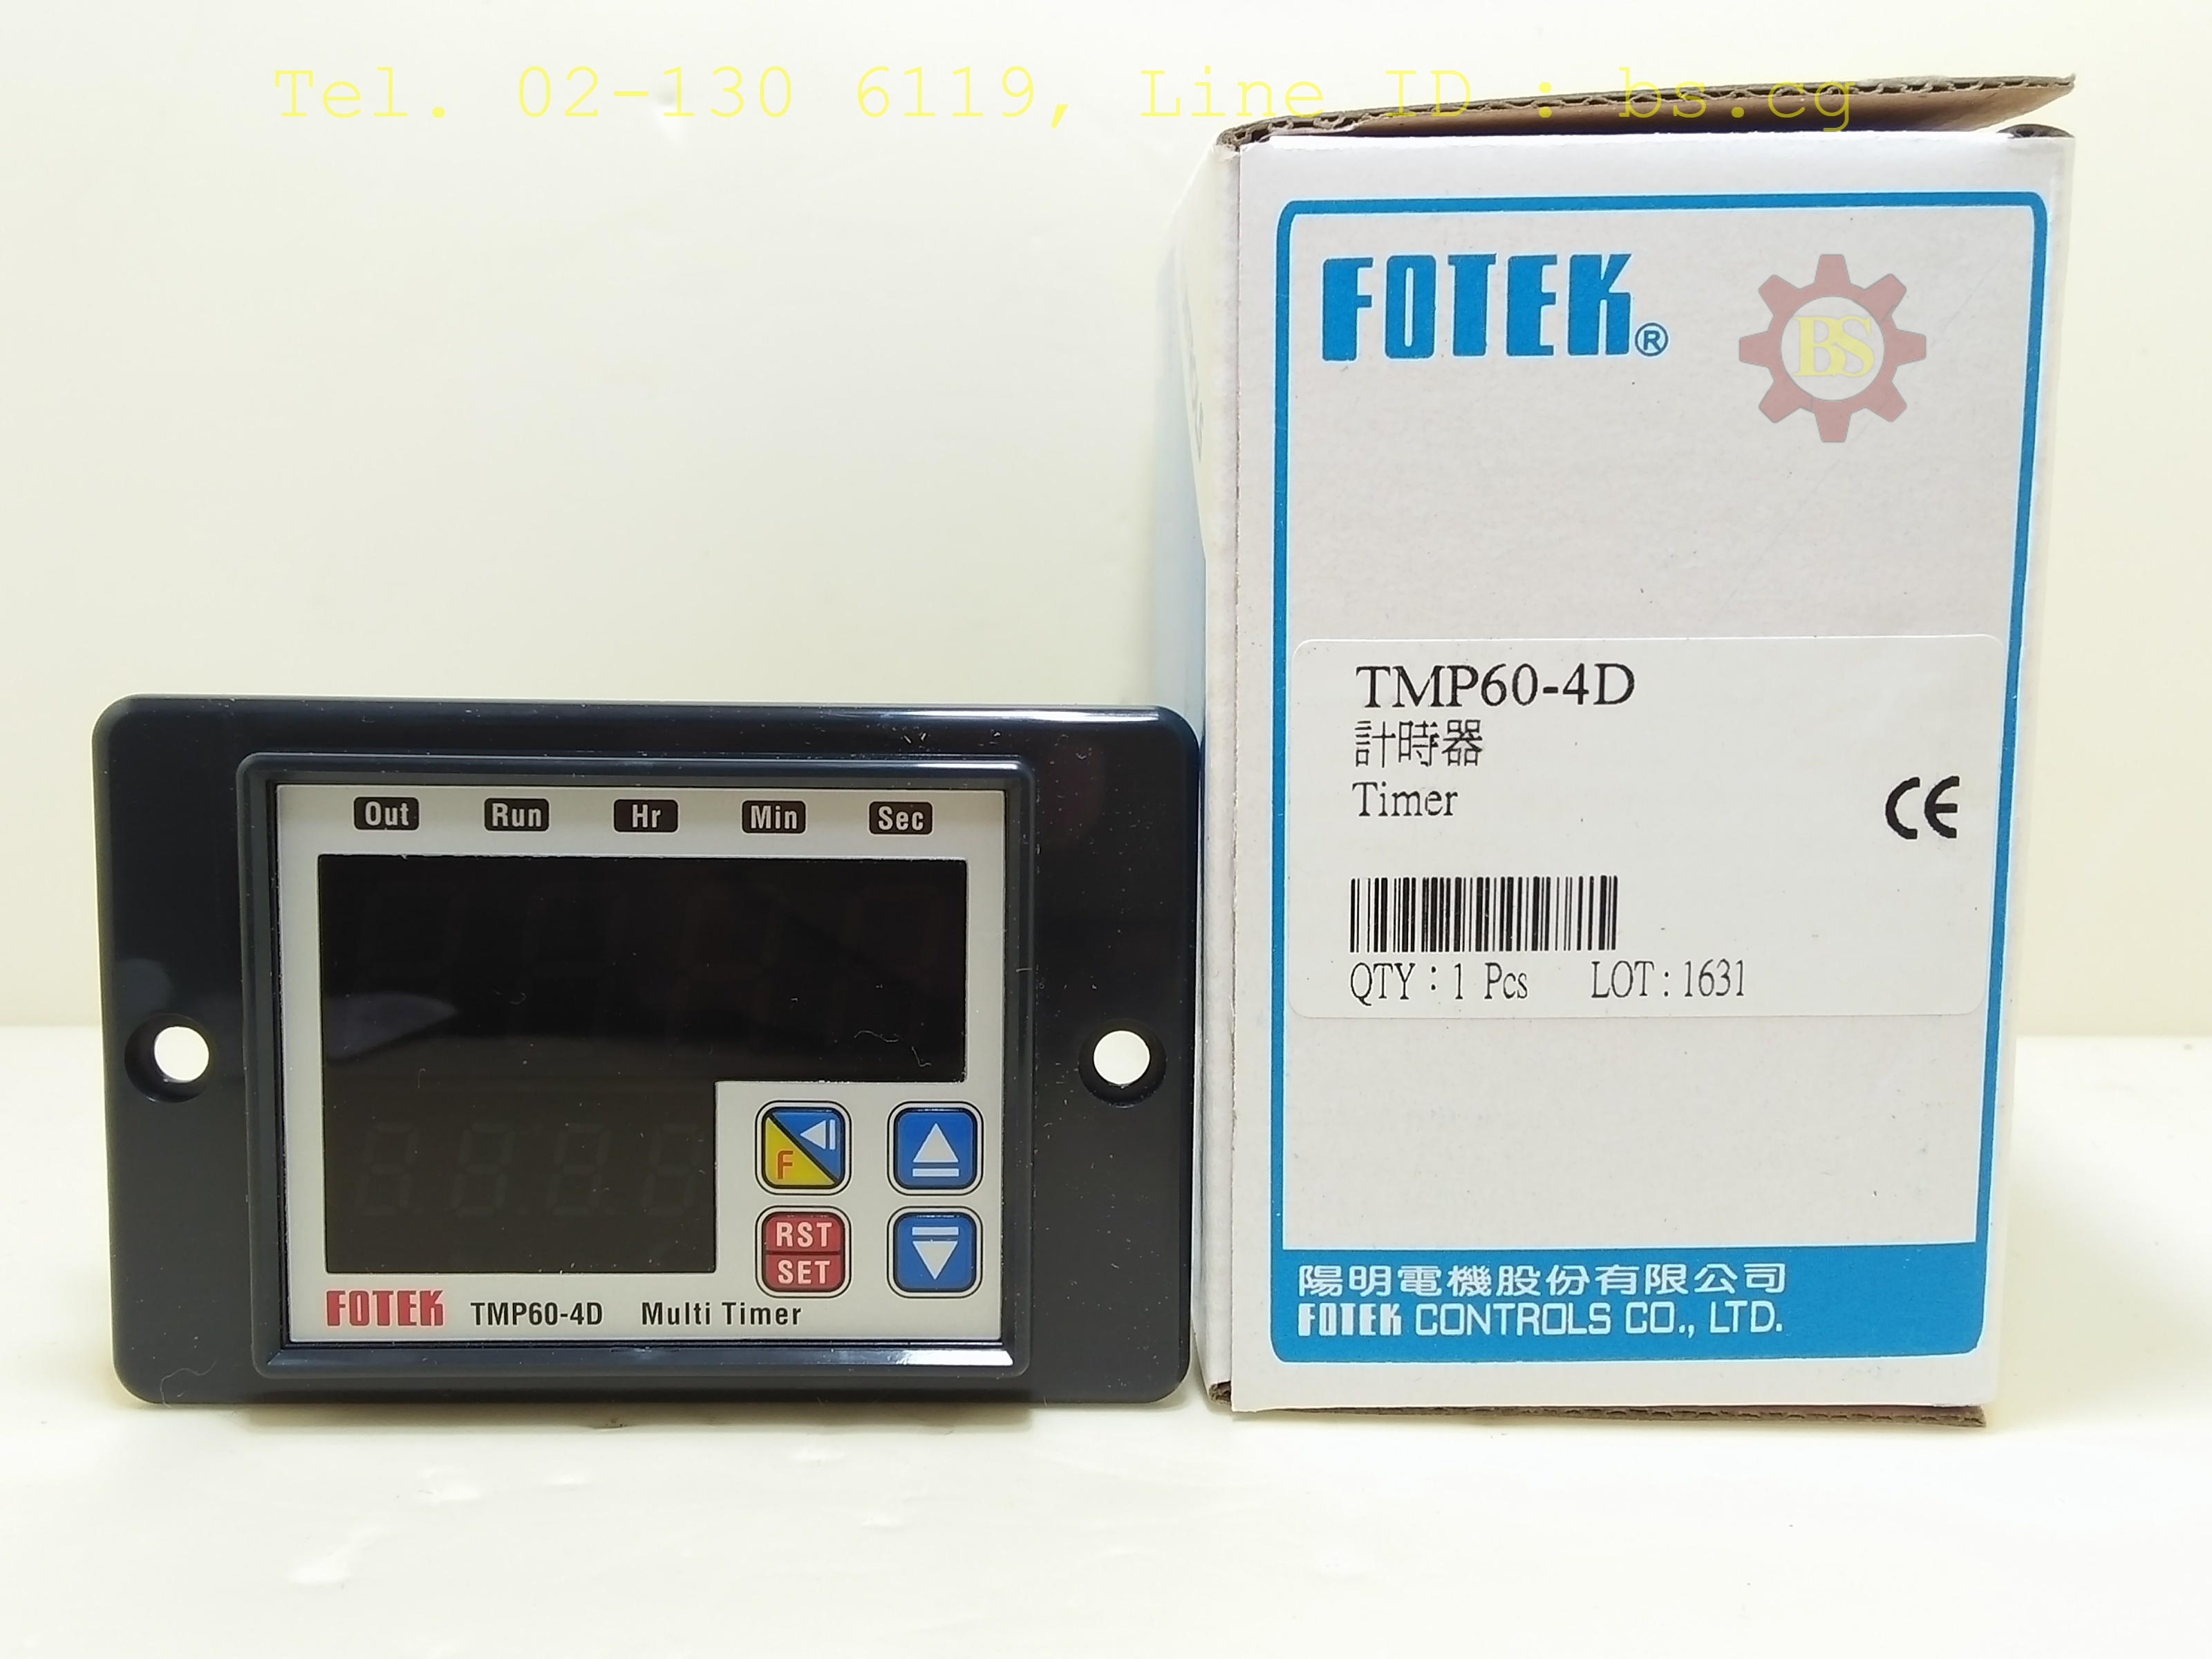 Tel. 02-130 6119, Line ID : bs.cg
FOTEK®
BS
TMP60-4D
計時器
Timer
CE
QTY : 1 Pcs LOT : 1631
陽明電機股份有限公司
FOTEK CONTROLS CO., LTD.
Out Run Hr Min Sec
F
RST
SET
FOTEK TMP60-4D Multi Timer